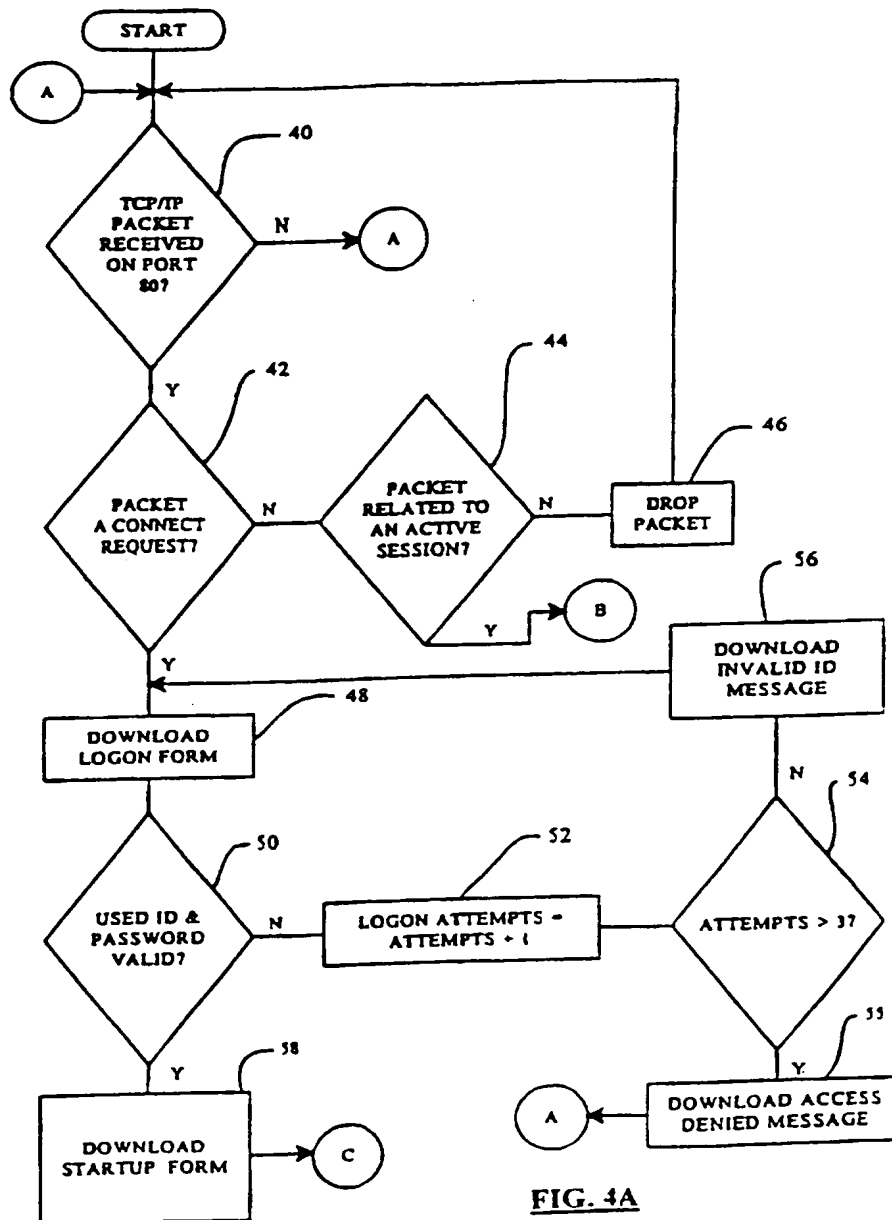 START
A
40
TCP/IP
PACKET
RECEIVED
ON PORT
80?
N
A
Y
42
44
46
PACKET
A CONNECT
REQUEST?
N
PACKET
RELATED TO
AN ACTIVE
SESSION?
N
DROP
PACKET
Y
B
56
Y
DOWNLOAD
INVALID ID
MESSAGE
48
DOWNLOAD
LOGON FORM
N
54
50
52
USED ID &
PASSWORD
VALID?
N
LOGON ATTEMPTS =
ATTEMPTS + 1
ATTEMPTS > 3?
55
Y
58
Y
DOWNLOAD
STARTUP FORM
C
A
DOWNLOAD ACCESS
DENIED MESSAGE
FIG. 4A